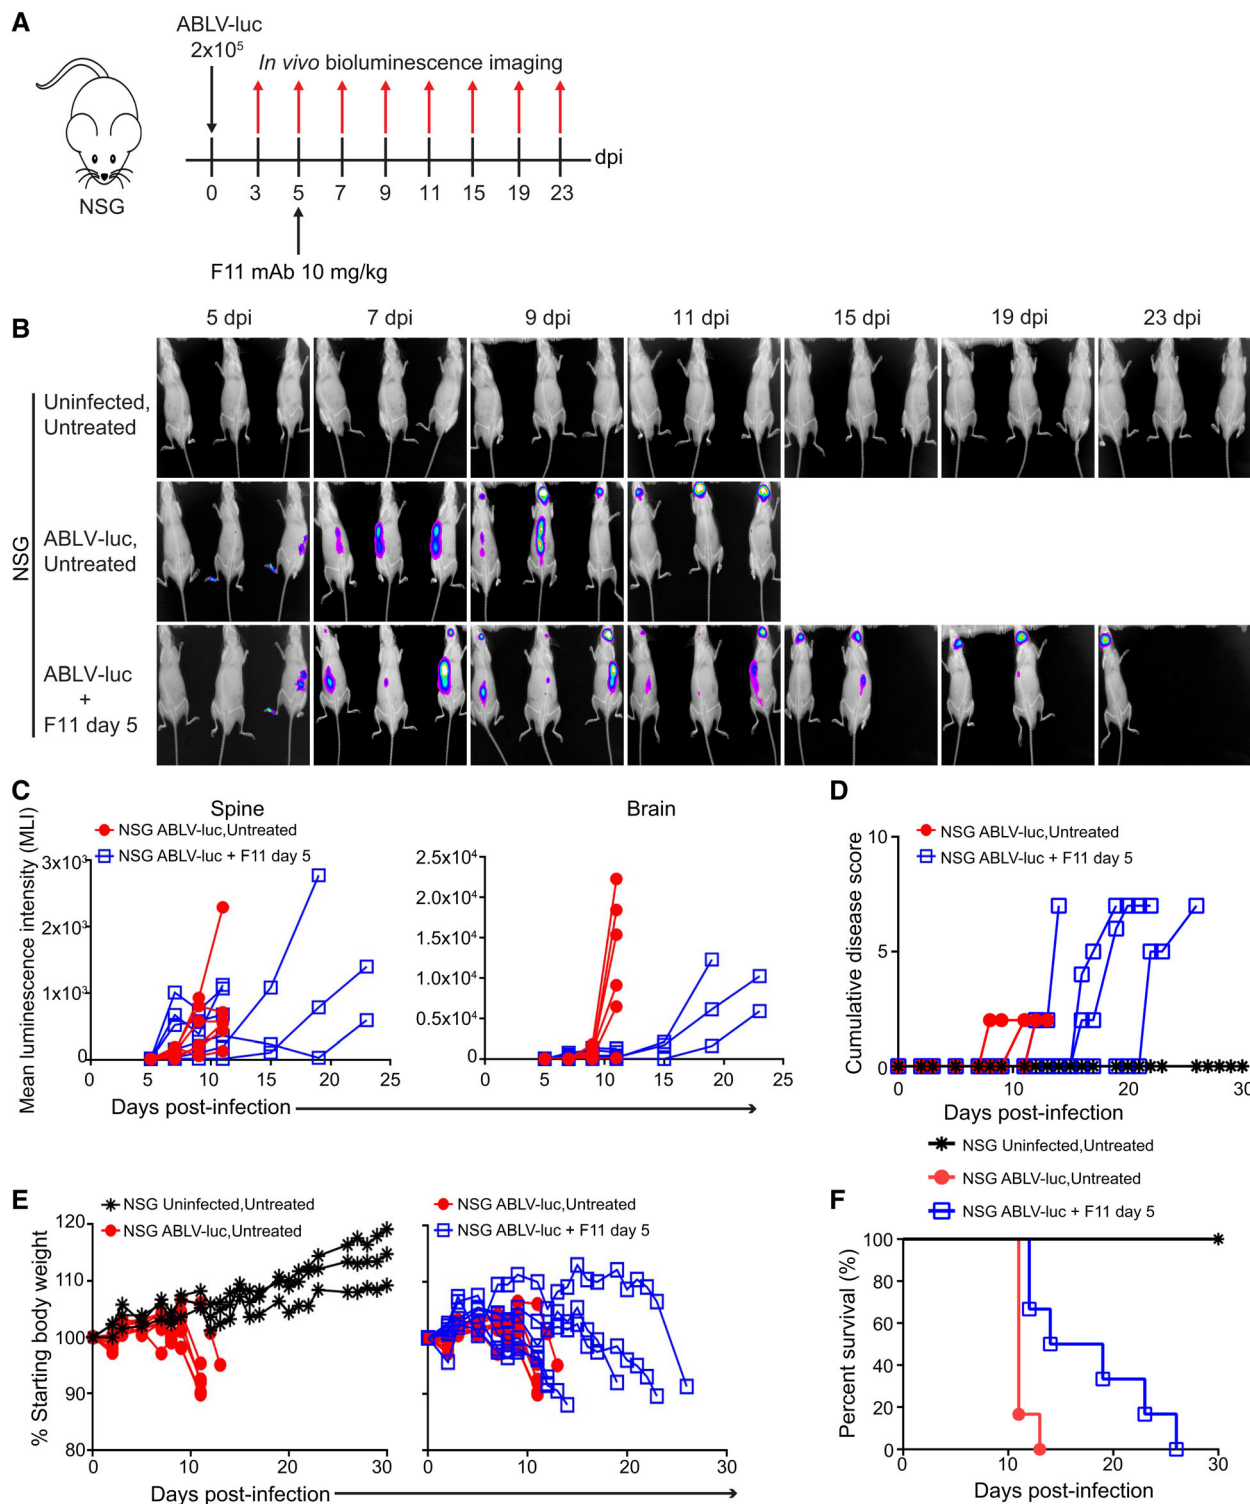 A
ABLV-luc
2x10⁵
In vivo bioluminescence imaging
dpi
0 3 5 7 9 11 15 19 23
NSG
F11 mAb 10 mg/kg
B
5 dpi 7 dpi 9 dpi 11 dpi 15 dpi 19 dpi 23 dpi
NSG
Uninfected,
Untreated
ABLV-luc,
Untreated
ABLV-luc
+
F11 day 5
C
Spine
Brain
Mean luminescence intensity (MLI)
NSG ABLV-luc,Untreated
NSG ABLV-luc + F11 day 5
3x10³
2x10³
1x10³
0
0 5 10 15 20 25
2.5x10⁴
2.0x10⁴
1.5x10⁴
1.0x10⁴
0.5x10⁴
0
0 5 10 15 20 25
Days post-infection
D
NSG ABLV-luc,Untreated
NSG ABLV-luc + F11 day 5
Cumulative disease score
10
5
0
0 10 20 30
Days post-infection
NSG Uninfected,Untreated
NSG ABLV-luc,Untreated
NSG ABLV-luc + F11 day 5
E
NSG Uninfected,Untreated
NSG ABLV-luc,Untreated
NSG ABLV-luc,Untreated
NSG ABLV-luc + F11 day 5
% Starting body weight
120
110
100
90
80
0 10 20 30
0 10 20 30
Days post-infection
F
Percent survival (%)
100
80
60
40
20
0
0 10 20 30
Days post-infection